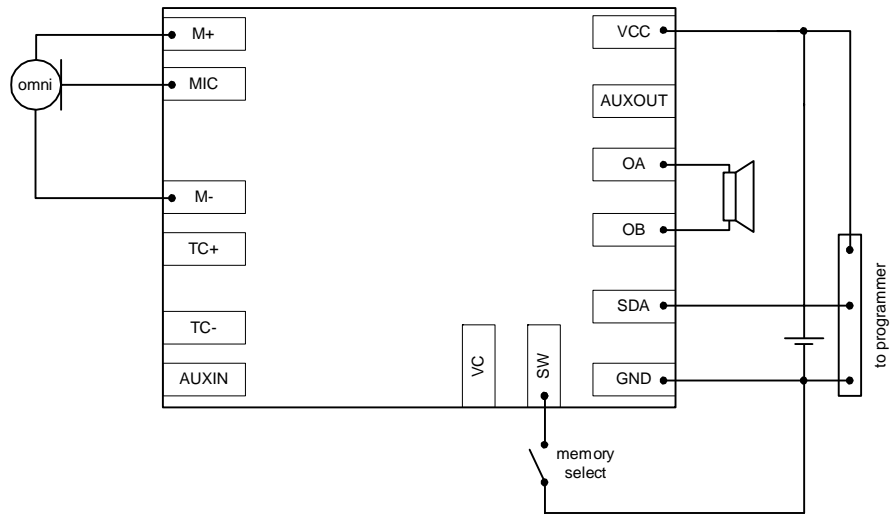 M+
MIC
omni
M-
TC+
TC-
AUXIN
VC
SW
VCC
AUXOUT
OA
OB
SDA
GND
to programmer
memory
select